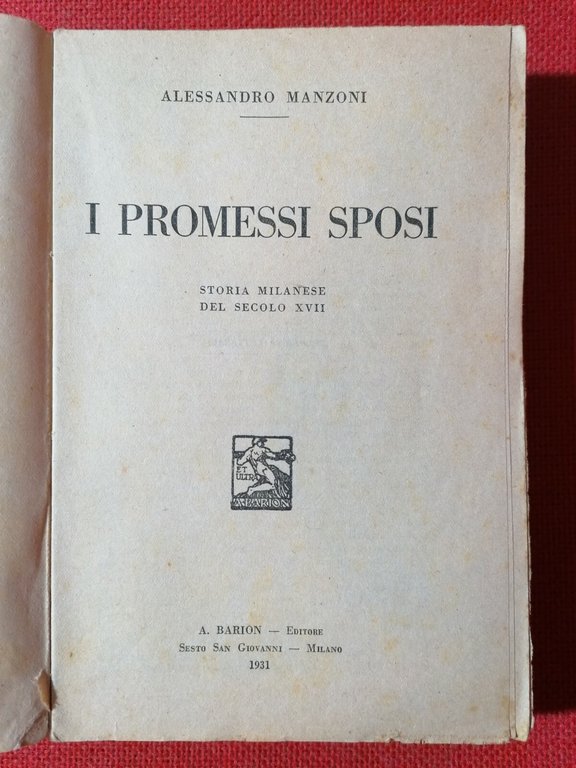 ALESSANDRO MANZONI
I PROMESSI SPOSI
STORIA MILANESE
DEL SECOLO XVII
ET
ULTRA
A. BARION
A. BARION — EDITORE
SESTO SAN GIOVANNI — MILANO
1931